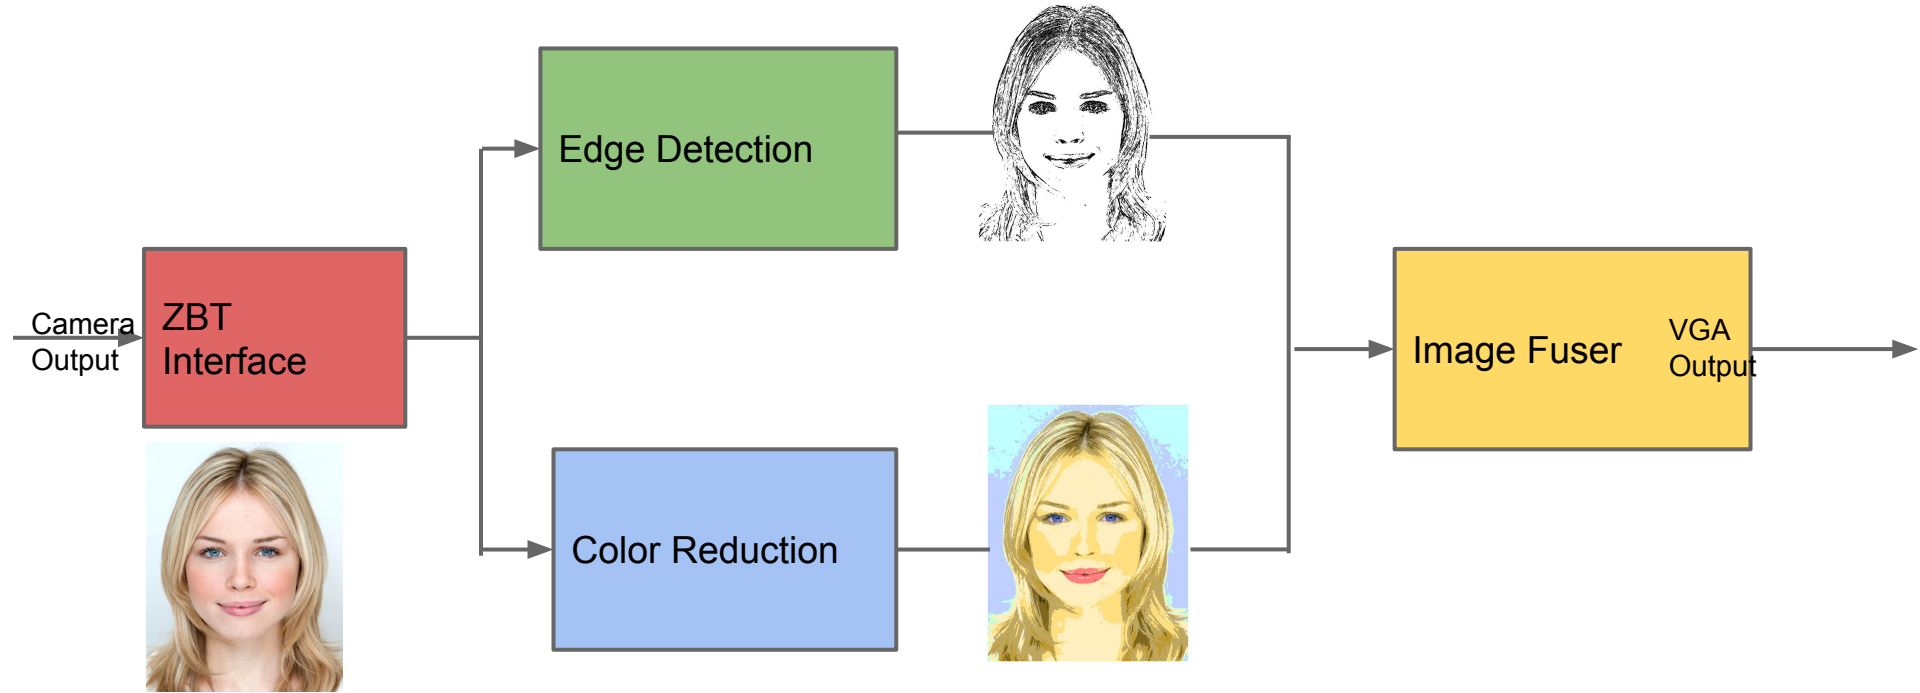 Edge Detection
Camera
Output
ZBT
Interface
Image Fuser
VGA
Output
Color Reduction